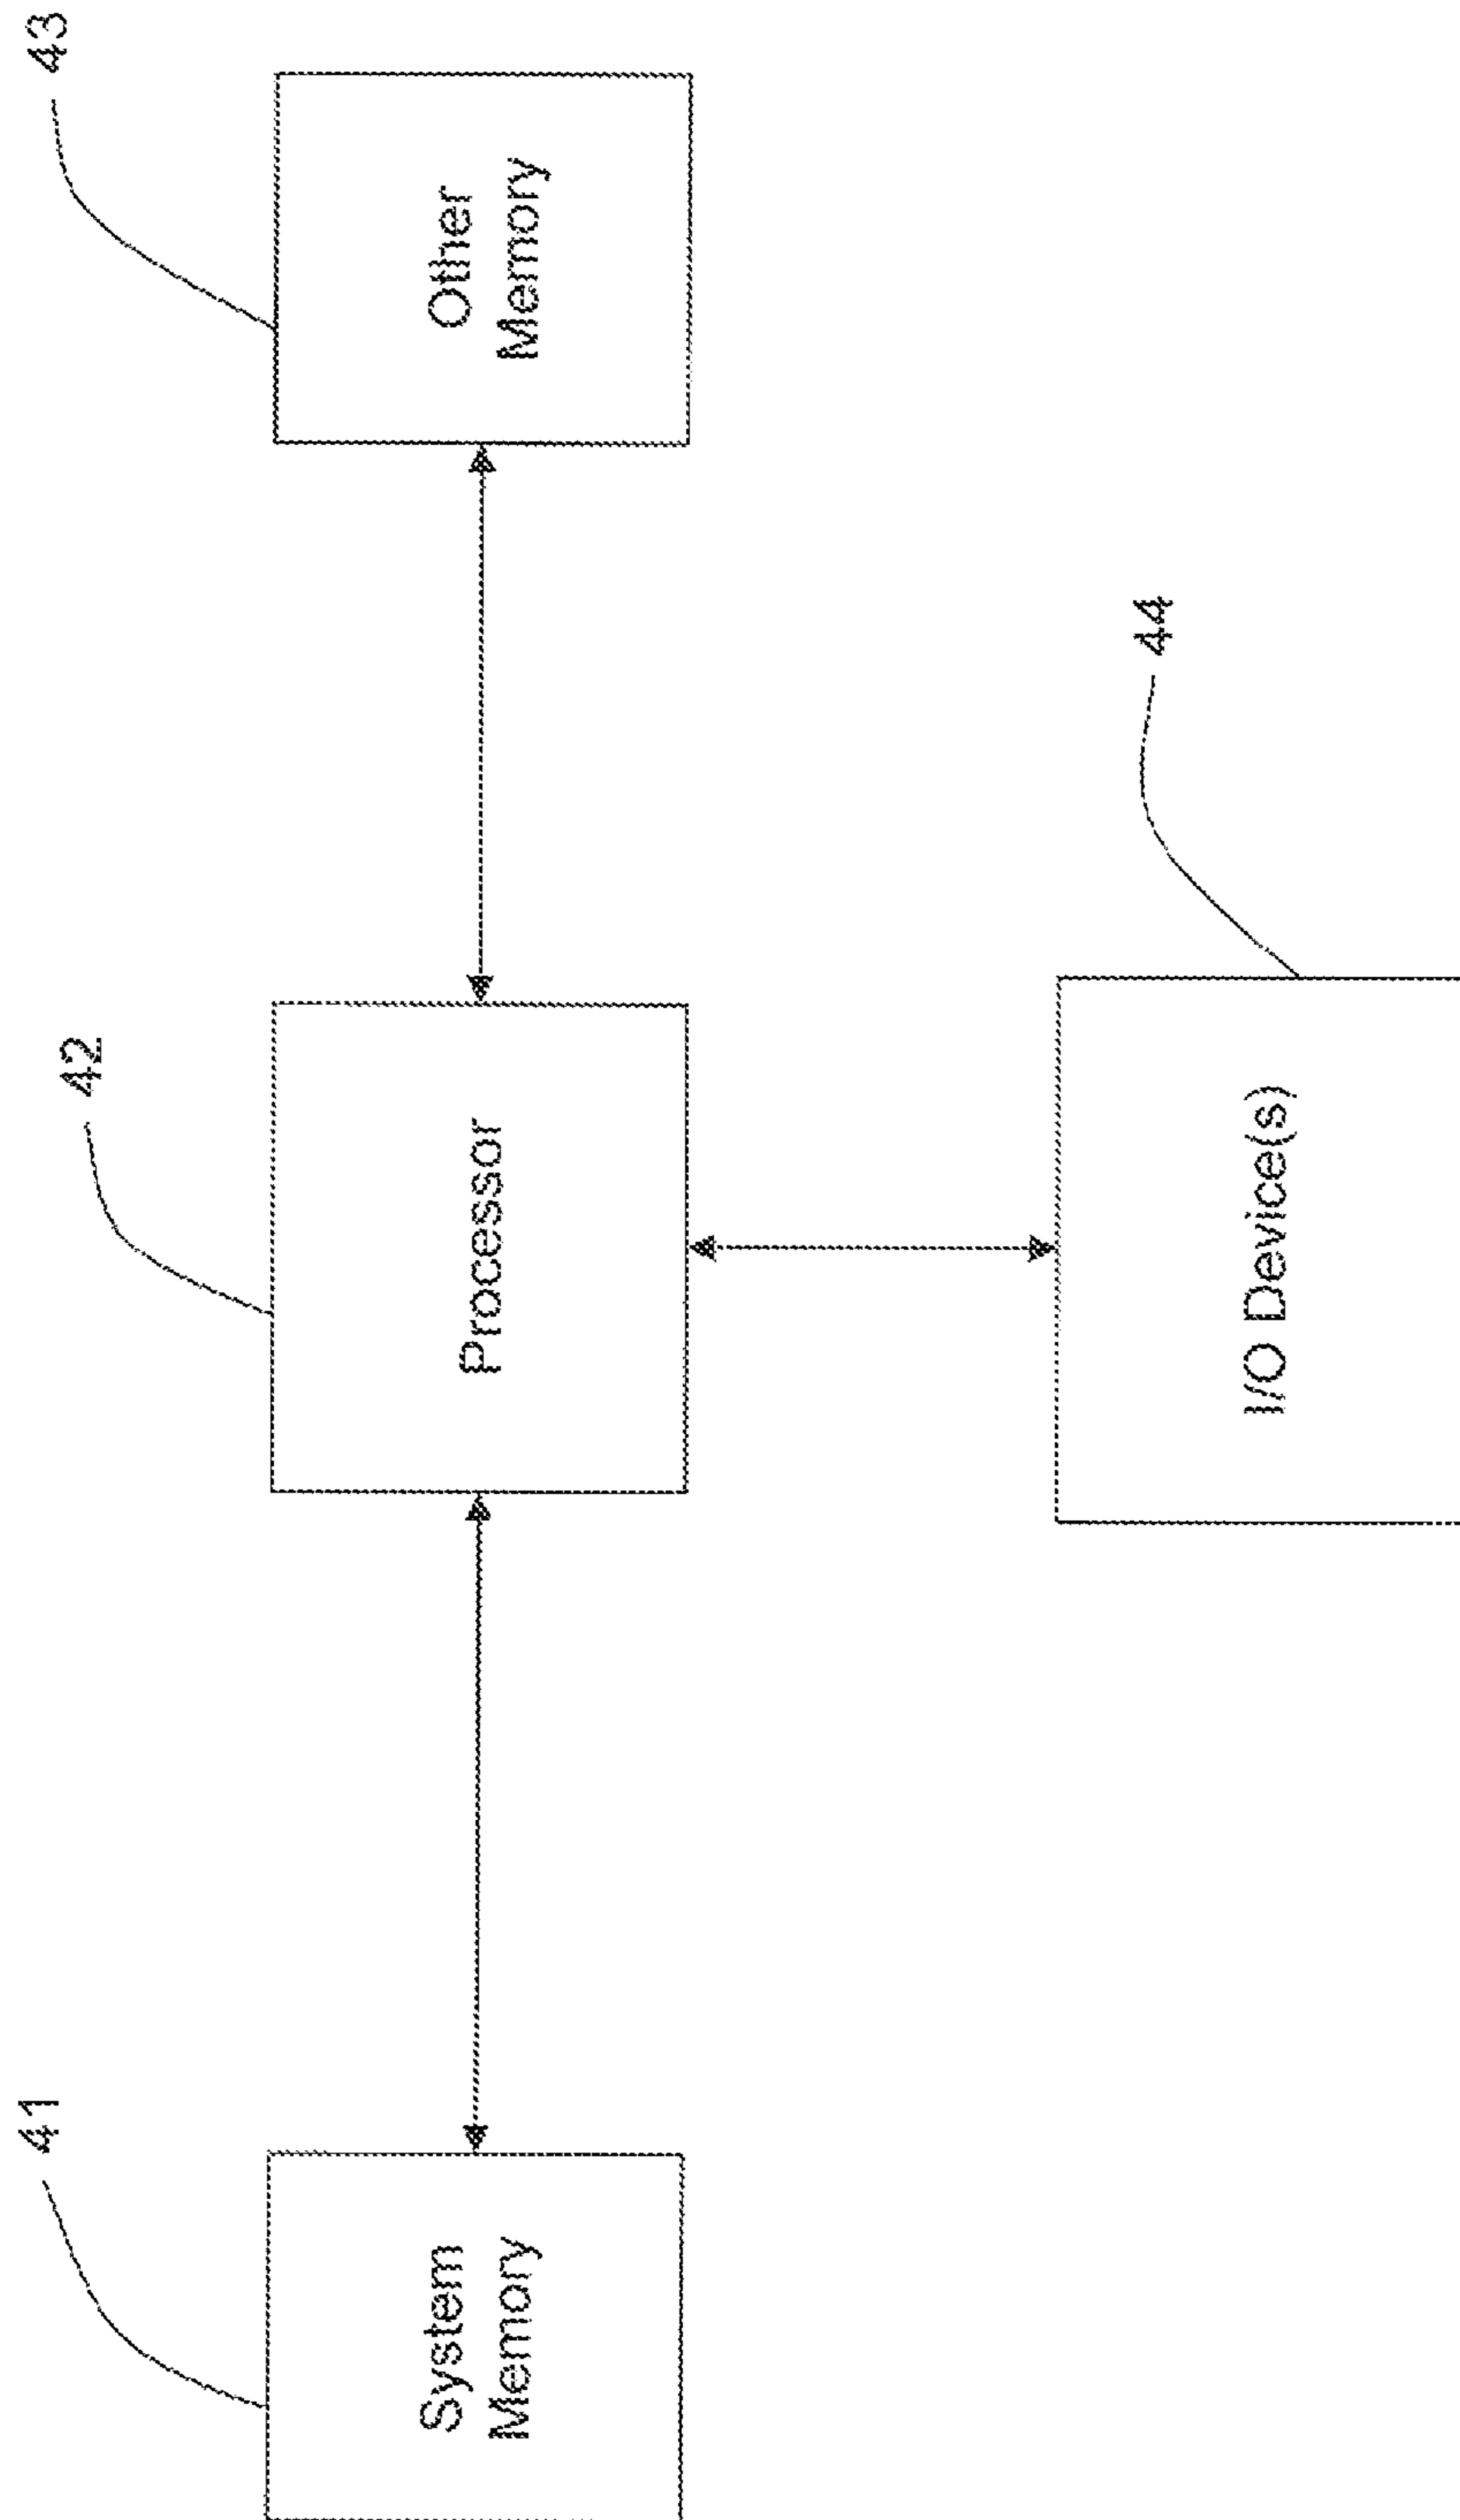 41
42
43
System
Memory
Processor
Other
Memory
44
I/O Device(s)